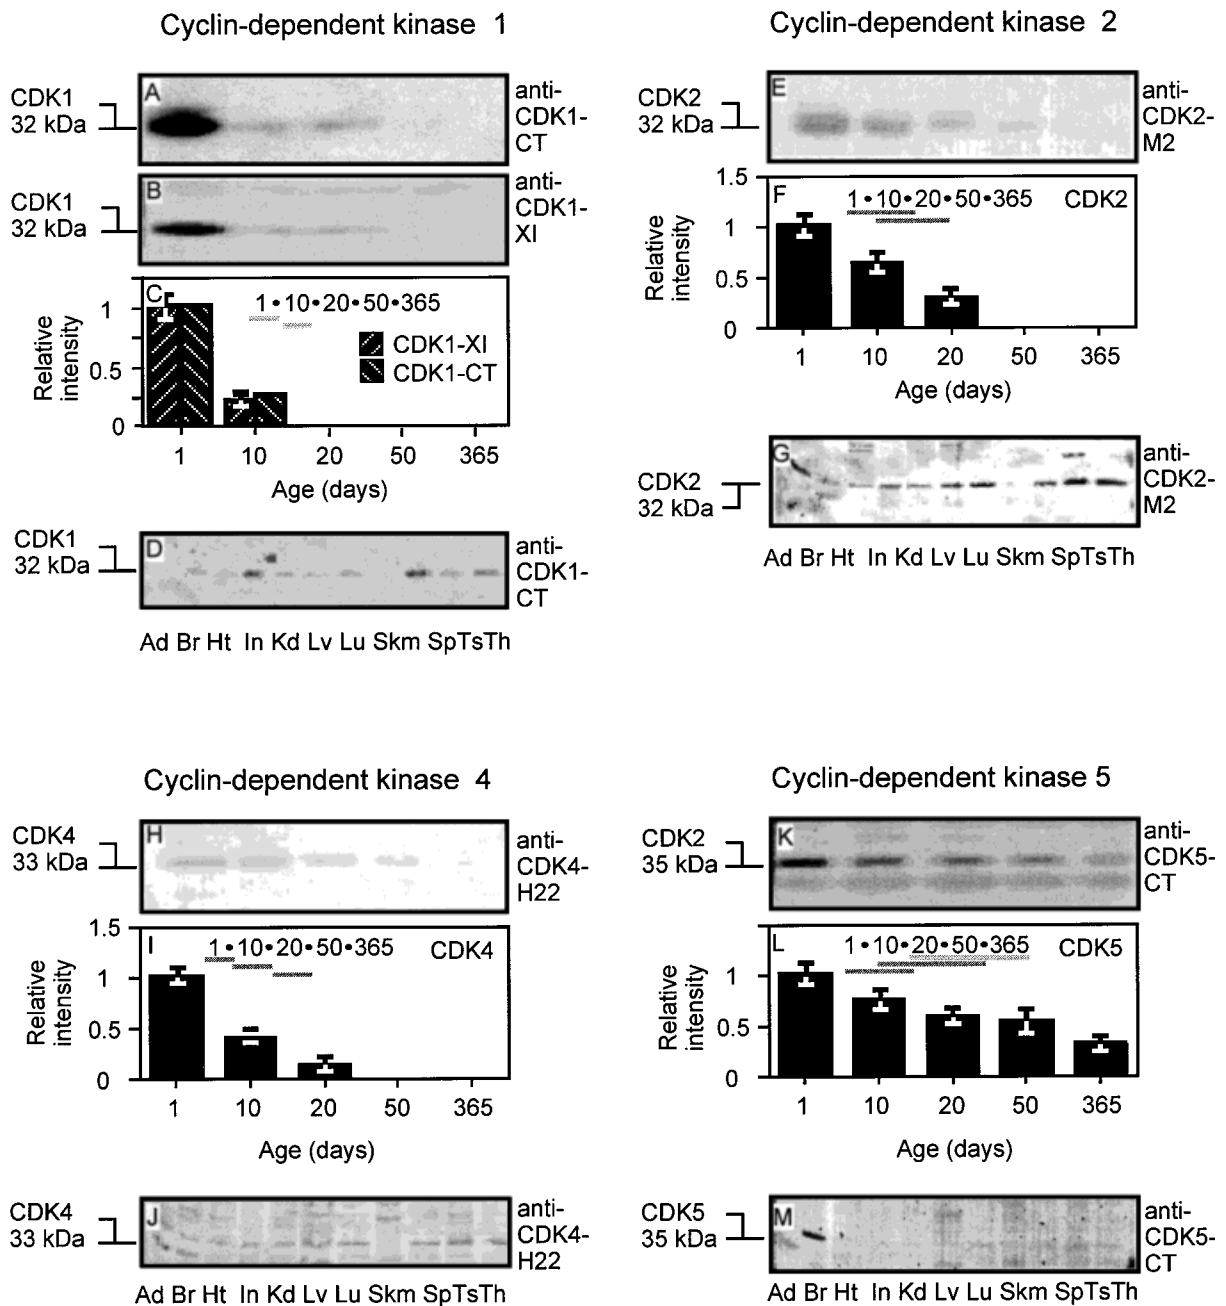 Cyclin-dependent kinase 1
CDK1
32 kDa
A
anti-
CDK1-
CT
CDK1
32 kDa
B
anti-
CDK1-
XI
Relative
intensity
1
0.5
0
C
1•10•20•50•365
CDK1-XI
CDK1-CT
1 10 20 50 365
Age (days)
CDK1
32 kDa
D
anti-
CDK1-
CT
Ad Br Ht In Kd Lv Lu Skm SpTsTh
Cyclin-dependent kinase 2
CDK2
32 kDa
E
anti-
CDK2-
M2
Relative
intensity
1.5
1
0.5
0
F
1•10•20•50•365
CDK2
1 10 20 50 365
Age (days)
CDK2
32 kDa
G
anti-
CDK2-
M2
Ad Br Ht In Kd Lv Lu Skm SpTsTh
Cyclin-dependent kinase 4
CDK4
33 kDa
H
anti-
CDK4-
H22
Relative
intensity
1.5
1
0.5
0
I
1•10•20•50•365
CDK4
1 10 20 50 365
Age (days)
CDK4
33 kDa
J
anti-
CDK4-
H22
Ad Br Ht In Kd Lv Lu Skm SpTsTh
Cyclin-dependent kinase 5
CDK2
35 kDa
K
anti-
CDK5-
CT
Relative
intensity
1
0.5
0
L
1•10•20•50•365
CDK5
1 10 20 50 365
Age (days)
CDK5
35 kDa
M
anti-
CDK5-
CT
Ad Br Ht In Kd Lv Lu Skm SpTsTh